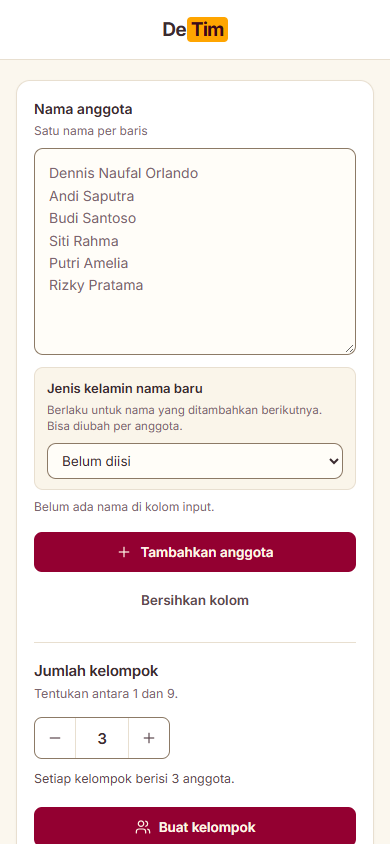 DeTim
Nama anggota
Satu nama per baris
Dennis Naufal Orlando
Andi Saputra
Budi Santoso
Siti Rahma
Putri Amelia
Rizky Pratama
Jenis kelamin nama baru
Berlaku untuk nama yang ditambahkan berikutnya.
Bisa diubah per anggota.
Belum diisi
Belum ada nama di kolom input.
+ Tambahkan anggota
Bersihkan kolom
Jumlah kelompok
Tentukan antara 1 dan 9.
− 3 +
Setiap kelompok berisi 3 anggota.
Buat kelompok